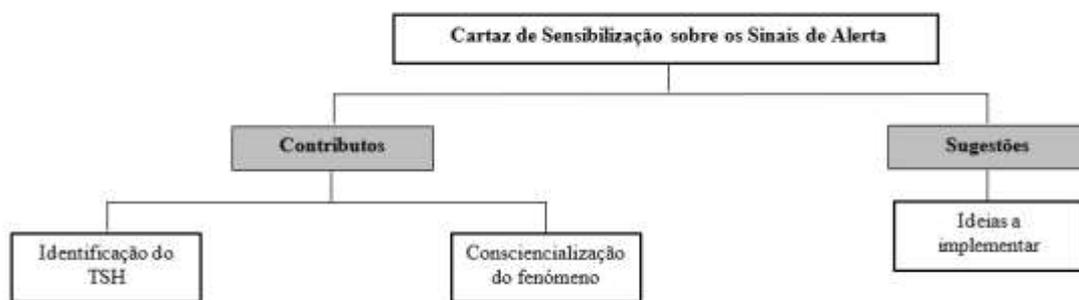 Cartaz de Sensibilização sobre os Sinais de Alerta
Contributos
Sugestões
Identificação do
TSH
Consciencialização
do fenómeno
Ideias a
implementar